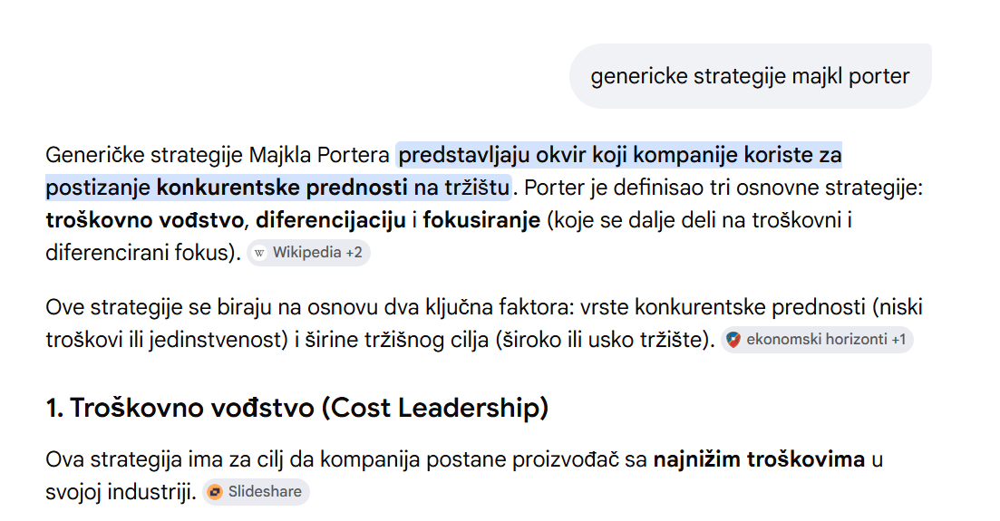 genericke strategije majkl porter
Generičke strategije Majkla Portera predstavljaju okvir koji kompanije koriste za
postizanje konkurentske prednosti na tržištu. Porter je definisao tri osnovne strategije:
troškovno vođstvo, diferencijaciju i fokusiranje (koje se dalje deli na troškovni i
diferencirani fokus). W Wikipedia +2
Ove strategije se biraju na osnovu dva ključna faktora: vrste konkurentske prednosti (niski
troškovi ili jedinstvenost) i širine tržišnog cilja (široko ili usko tržište). ekonomski horizonti +1
1. Troškovno vođstvo (Cost Leadership)
Ova strategija ima za cilj da kompanija postane proizvođač sa najnižim troškovima u
svojoj industriji. Slideshare